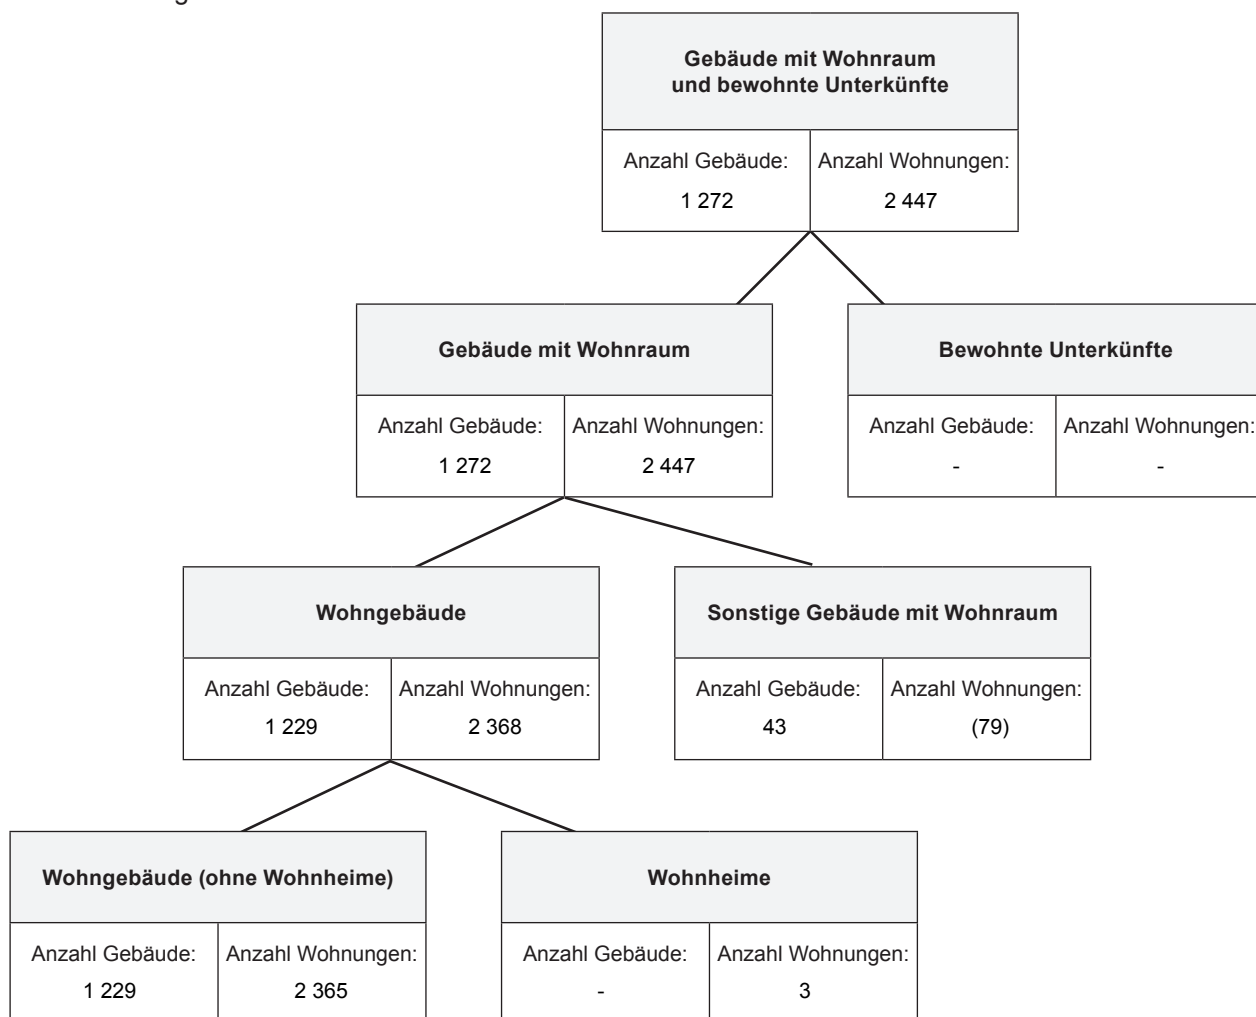 Gebäude mit Wohnraum
und bewohnte Unterkünfte
Anzahl Gebäude: Anzahl Wohnungen:
1 272 2 447
Gebäude mit Wohnraum
Anzahl Gebäude: Anzahl Wohnungen:
1 272 2 447
Bewohnte Unterkünfte
Anzahl Gebäude: Anzahl Wohnungen:
- -
Wohngebäude
Anzahl Gebäude: Anzahl Wohnungen:
1 229 2 368
Sonstige Gebäude mit Wohnraum
Anzahl Gebäude: Anzahl Wohnungen:
43 (79)
Wohngebäude (ohne Wohnheime)
Anzahl Gebäude: Anzahl Wohnungen:
1 229 2 365
Wohnheime
Anzahl Gebäude: Anzahl Wohnungen:
- 3